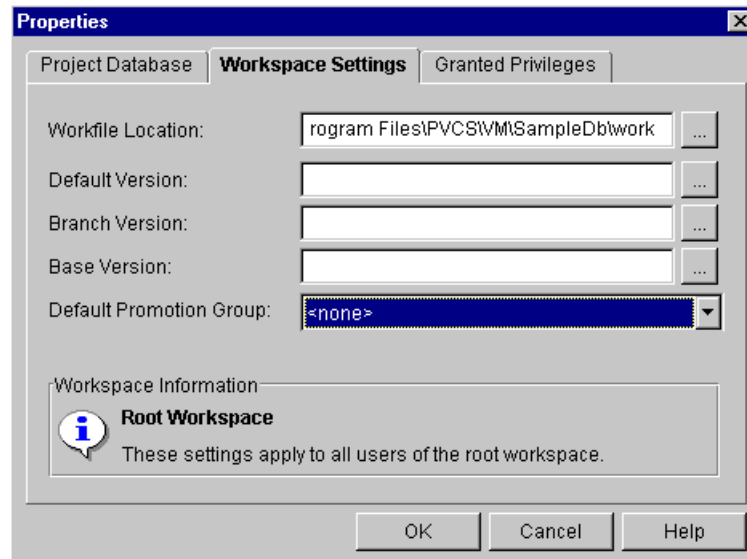 Properties
Project Database Workspace Settings Granted Privileges
Workfile Location: rogram Files\PVCS\VM\SampleDb\work ...
Default Version: ...
Branch Version: ...
Base Version: ...
Default Promotion Group: <none>
Workspace Information
Root Workspace
These settings apply to all users of the root workspace.
OK Cancel Help